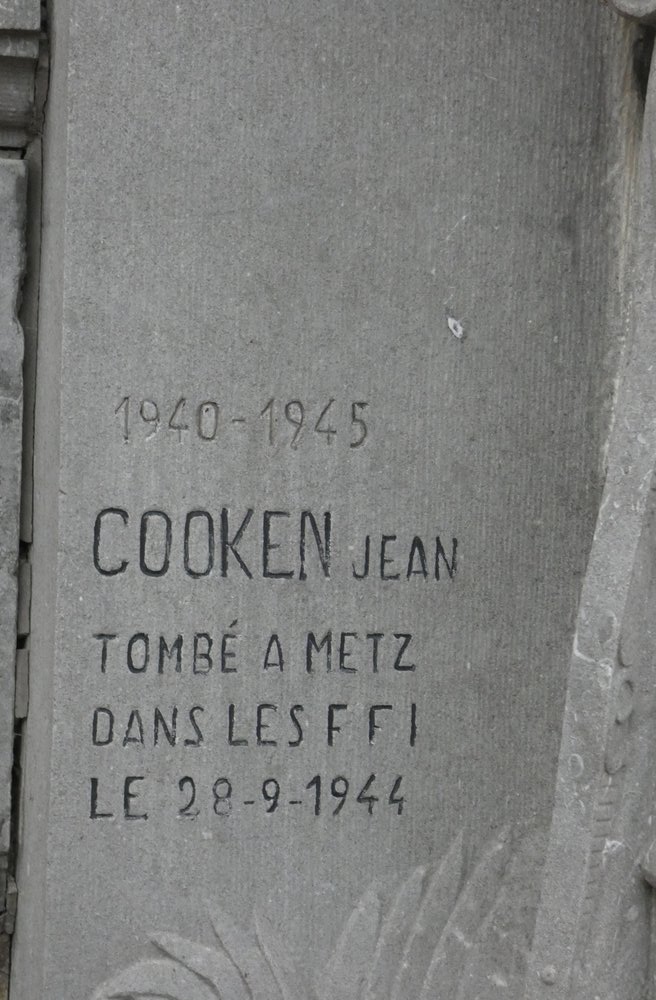 1940-1945
COOKEN JEAN
TOMBÉ A METZ
DANS LES F F I
LE 28-9-1944